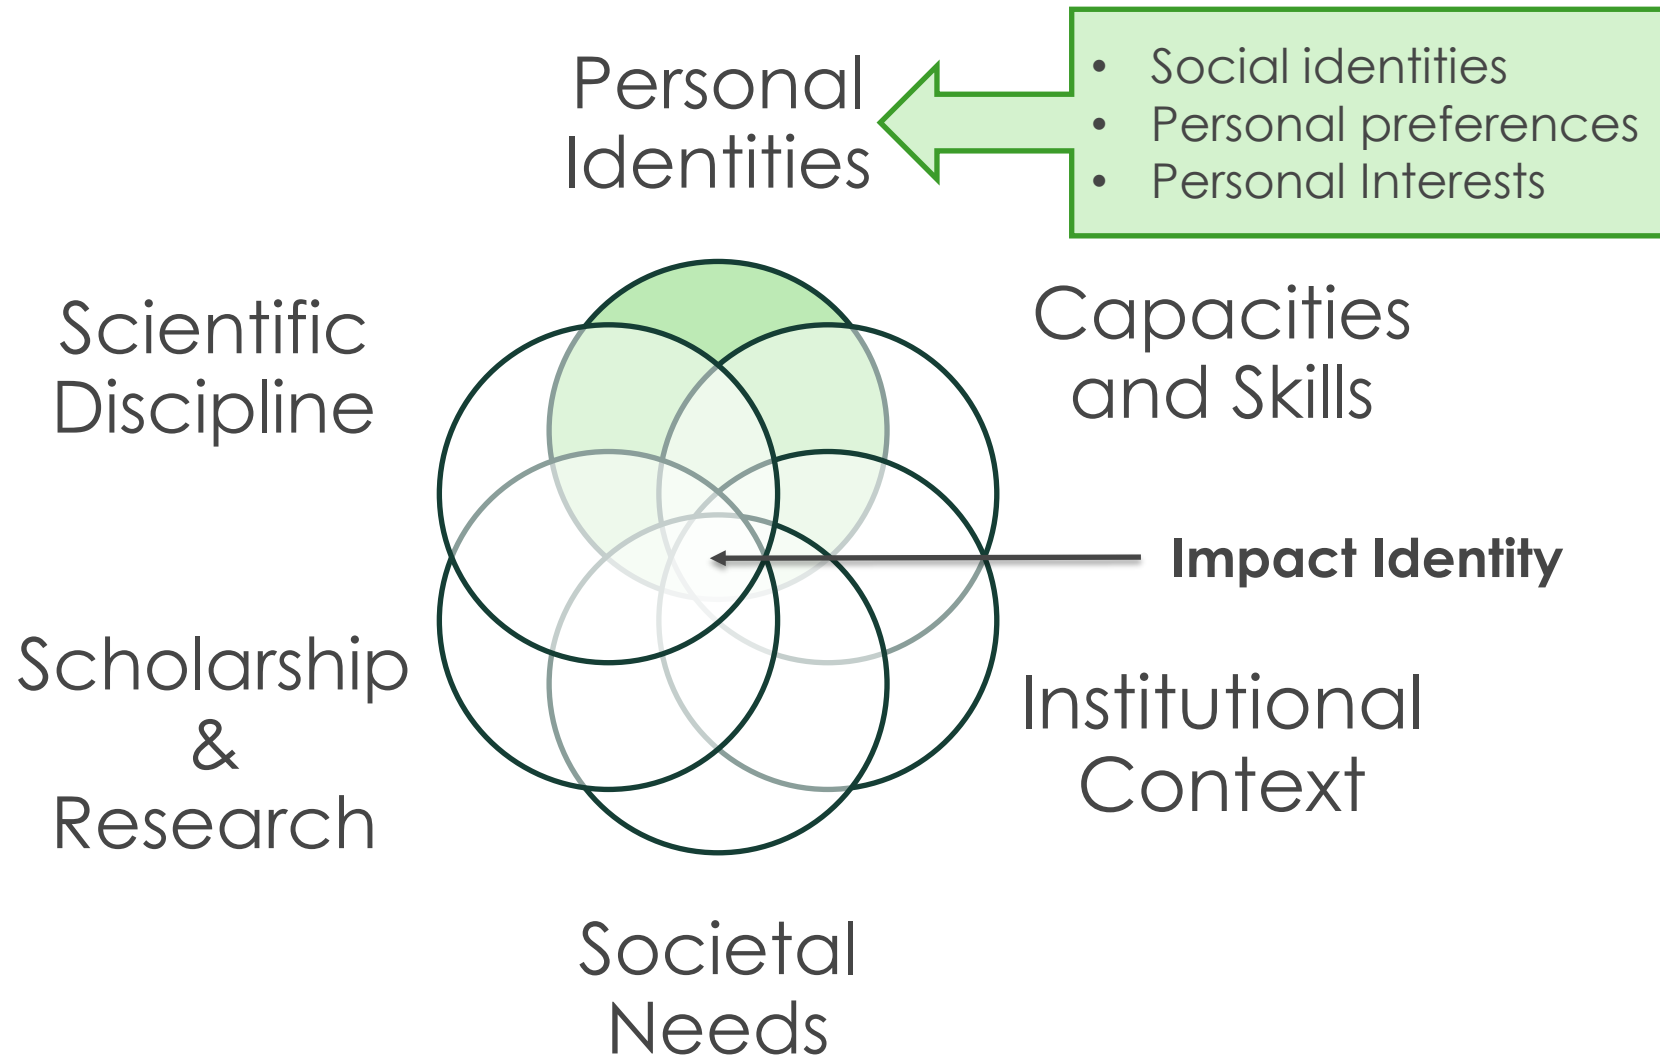 Personal
Identities
• Social identities
• Personal preferences
• Personal Interests
Scientific
Discipline
Capacities
and Skills
Impact Identity
Scholarship
&
Research
Institutional
Context
Societal
Needs